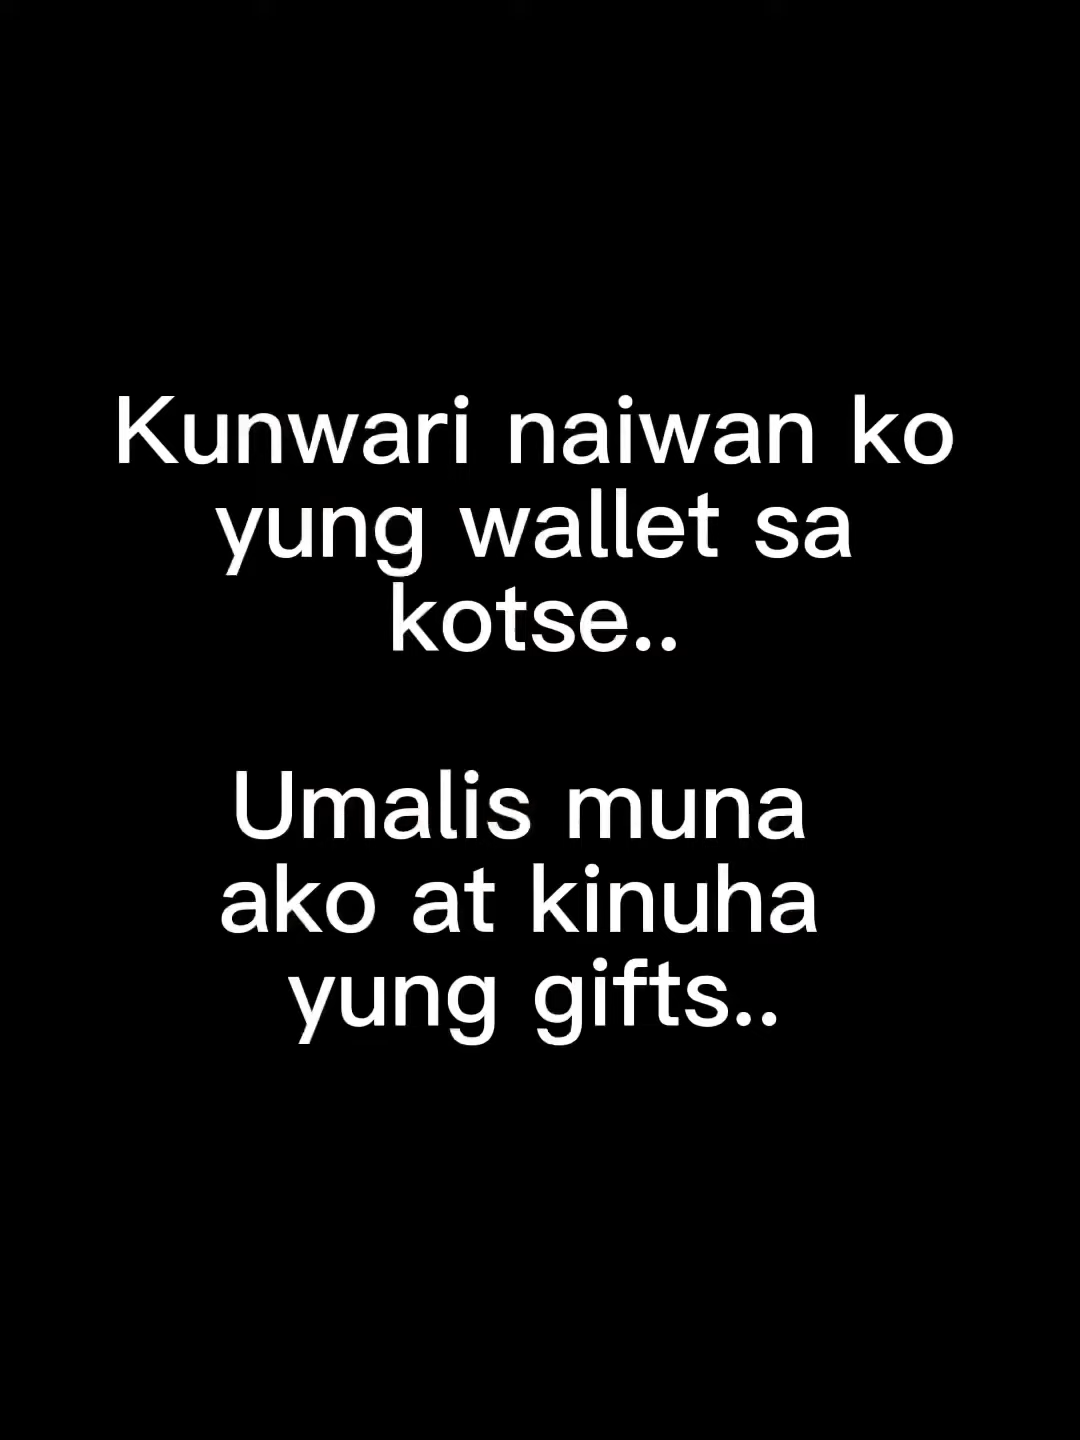 Kunwari naiwan ko
yung wallet sa
kotse..
Umalis muna
ako at kinuha
yung gifts..